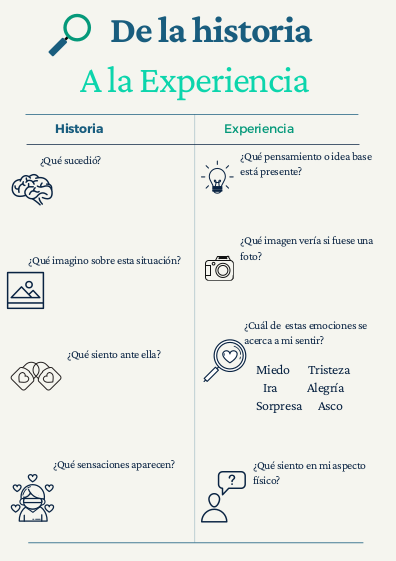 De la historia
A la Experiencia
Historia
Experiencia
¿Qué sucedió?
¿Qué pensamiento o idea base
está presente?
¿Qué imagino sobre esta situación?
¿Qué imagen vería si fuese una
foto?
¿Qué siento ante ella?
¿Cuál de estas emociones se
acerca a mi sentir?
Miedo Tristeza
Ira Alegría
Sorpresa Asco
¿Qué sensaciones aparecen?
¿Qué siento en mi aspecto
físico?
?